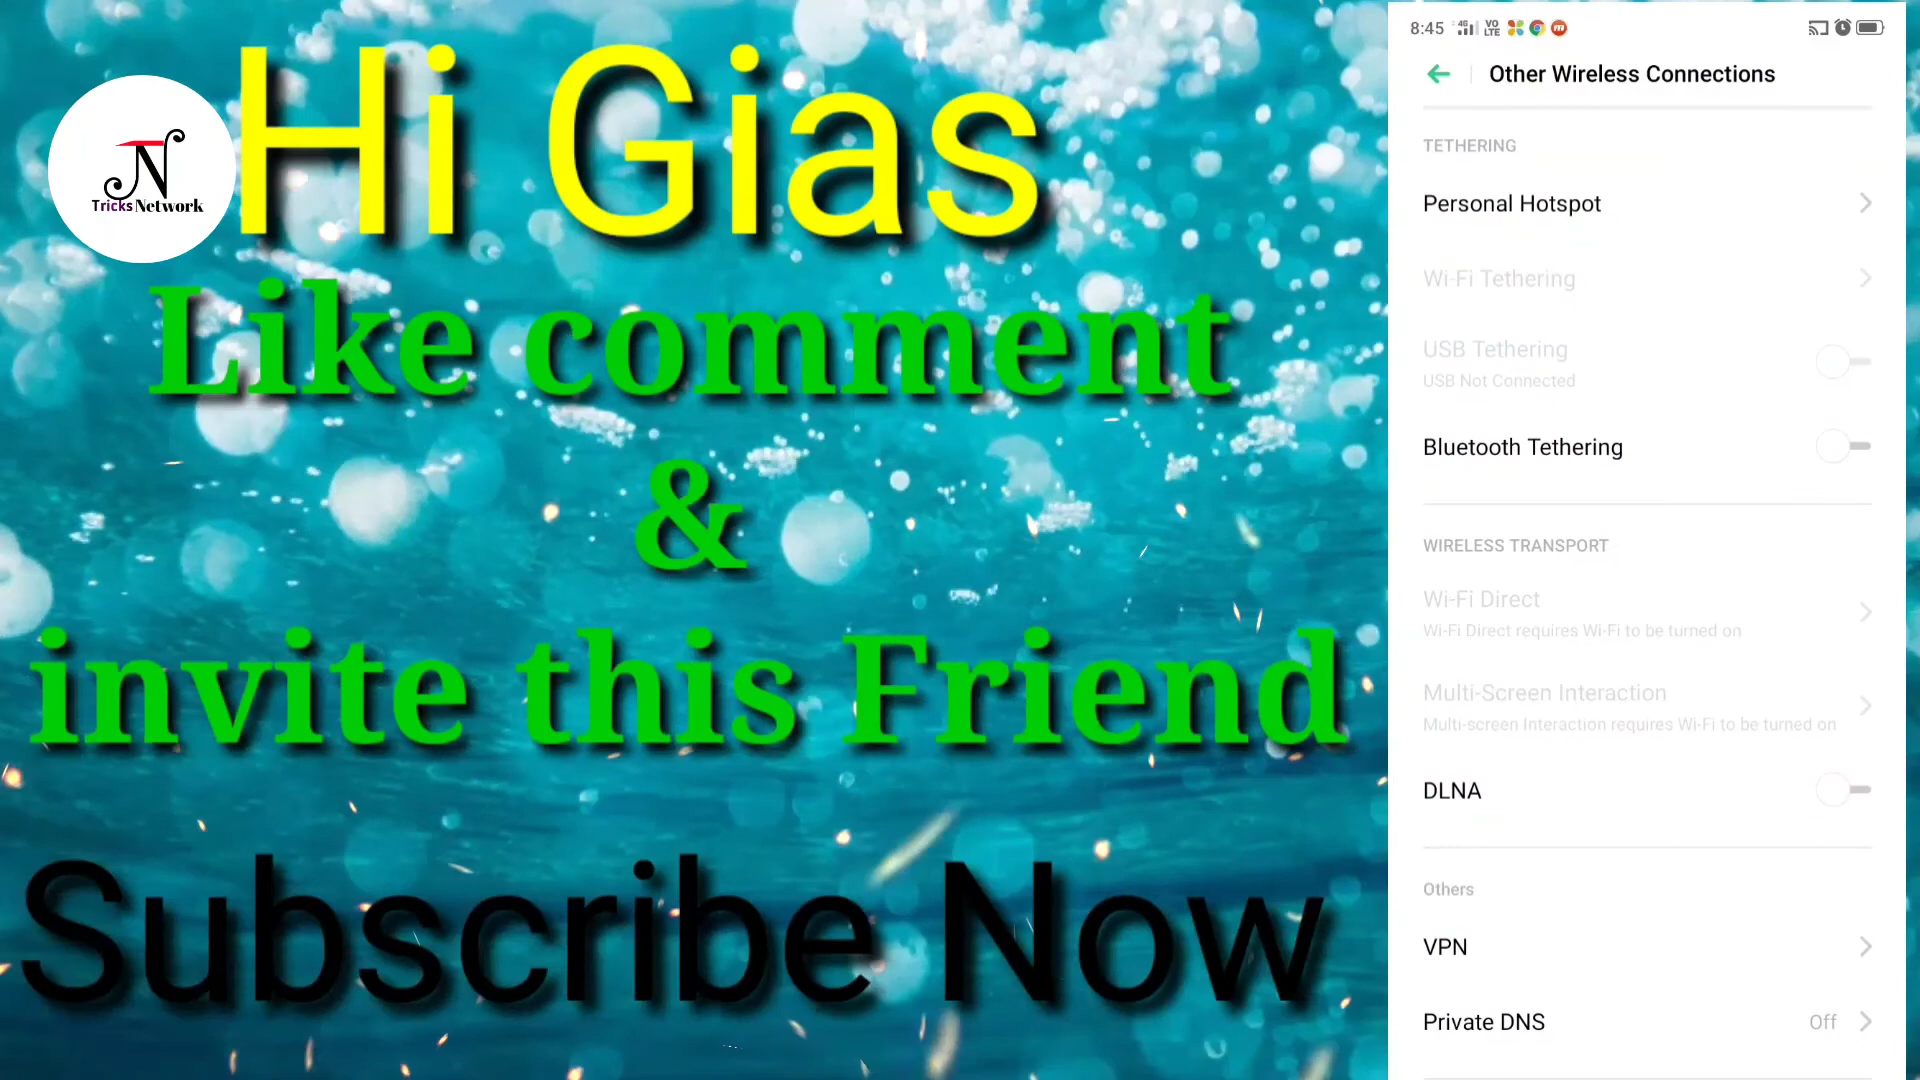 Hi Gias
Like comment
&
invite this Friend
Subscribe Now
N
Tricks Network
8:45 4G VO LTE m
Other Wireless Connections
TETHERING
Personal Hotspot
Wi-Fi Tethering
USB Tethering
USB Not Connected
Bluetooth Tethering
WIRELESS TRANSPORT
Wi-Fi Direct
Wi-Fi Direct requires Wi-Fi to be turned on
Multi-Screen Interaction
Multi-screen Interaction requires Wi-Fi to be turned on
DLNA
Others
VPN
Private DNS Off